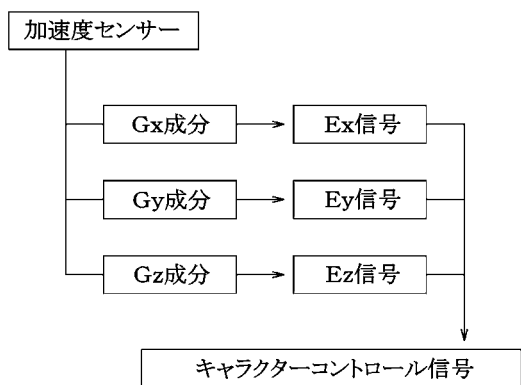 加速度センサー
Gx成分
Ex信号
Gy成分
Ey信号
Gz成分
Ez信号
キャラクターコントロール信号